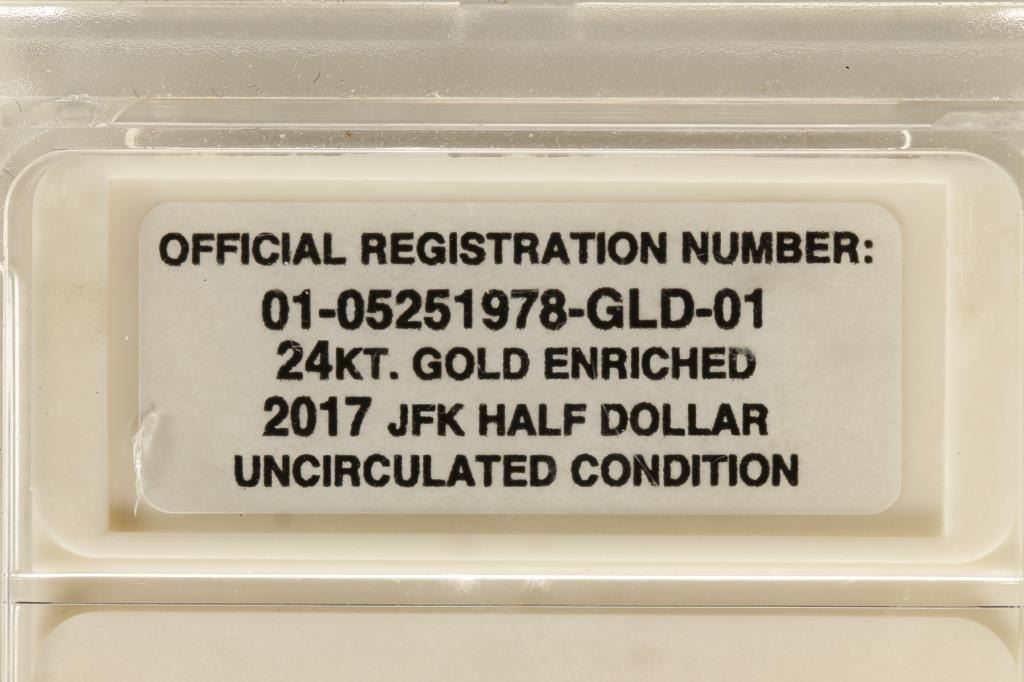 OFFICIAL REGISTRATION NUMBER:
01-05251978-GLD-01
24KT. GOLD ENRICHED
2017 JFK HALF DOLLAR
UNCIRCULATED CONDITION